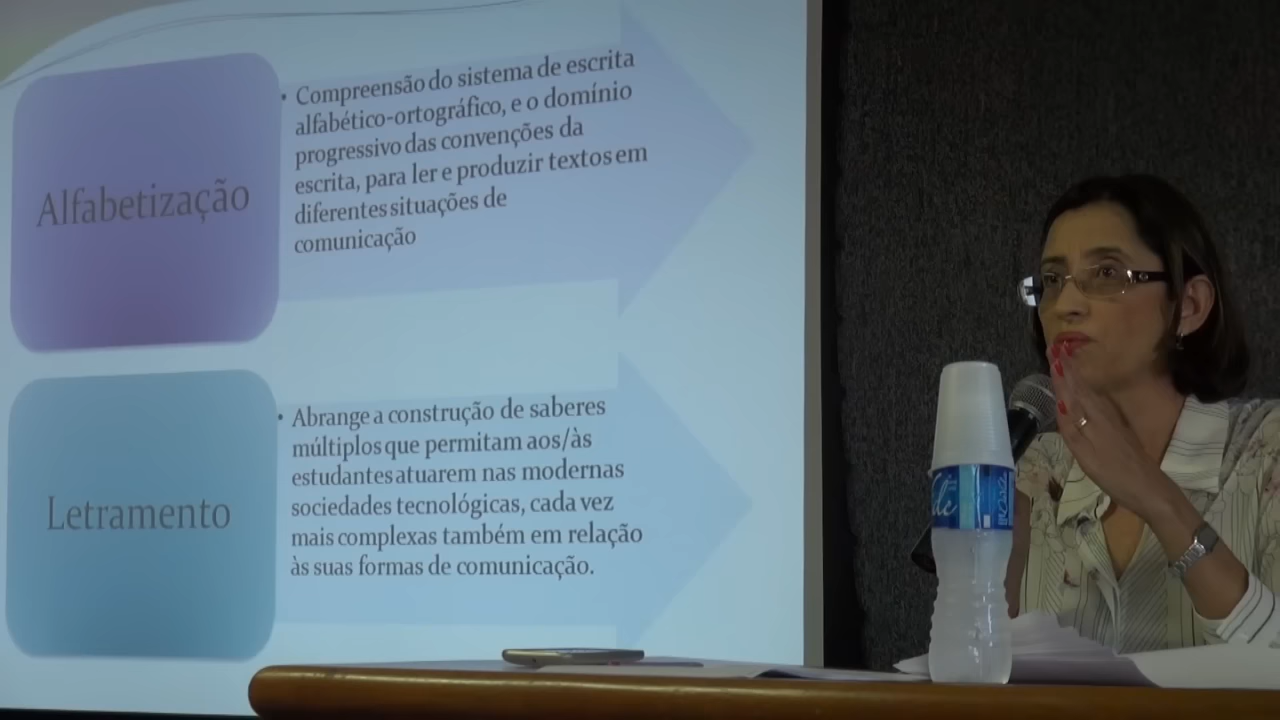 Alfabetização
• Compreensão do sistema de escrita
alfabético-ortográfico, e o domínio
progressivo das convenções da
escrita, para ler e produzir textos em
diferentes situações de
comunicação
Letramento
• Abrange a construção de saberes
múltiplos que permitam aos/às
estudantes atuarem nas modernas
sociedades tecnológicas, cada vez
mais complexas também em relação
às suas formas de comunicação.